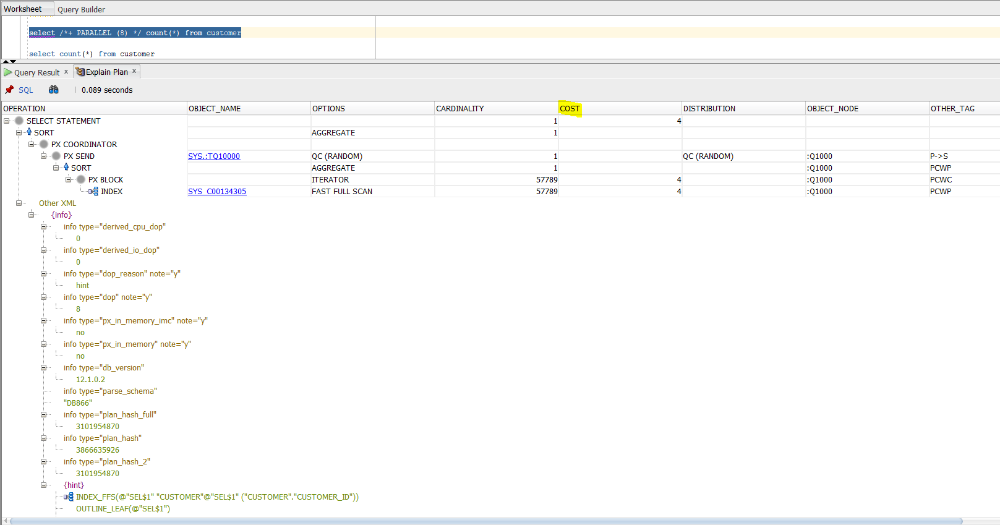 Worksheet Query Builder
select /*+ PARALLEL (8) */ count(*) from customer
select count(*) from customer
Query Result x Explain Plan x
SQL 0.089 seconds
OPERATION OBJECT_NAME OPTIONS CARDINALITY COST DISTRIBUTION OBJECT_NODE OTHER_TAG
SELECT STATEMENT 1 4
SORT AGGREGATE 1
PX COORDINATOR
PX SEND SYS.:TQ10000 QC (RANDOM) 1 QC (RANDOM) :Q1000 P->S
SORT AGGREGATE 1 :Q1000 PCWP
PX BLOCK ITERATOR 57789 4 :Q1000 PCWC
INDEX SYS_C00134305 FAST FULL SCAN 57789 4 :Q1000 PCWP
Other XML
{info}
info type="derived_cpu_dop"
0
info type="derived_io_dop"
0
info type="dop_reason" note="y"
hint
info type="dop" note="y"
8
info type="px_in_memory_imc" note="y"
no
info type="px_in_memory" note="y"
no
info type="db_version"
12.1.0.2
info type="parse_schema"
"DB866"
info type="plan_hash_full"
3101954870
info type="plan_hash"
3866635926
info type="plan_hash_2"
3101954870
{hint}
INDEX_FFS(@"SEL$1" "CUSTOMER"@"SEL$1" ("CUSTOMER"."CUSTOMER_ID"))
OUTLINE_LEAF(@"SEL$1")